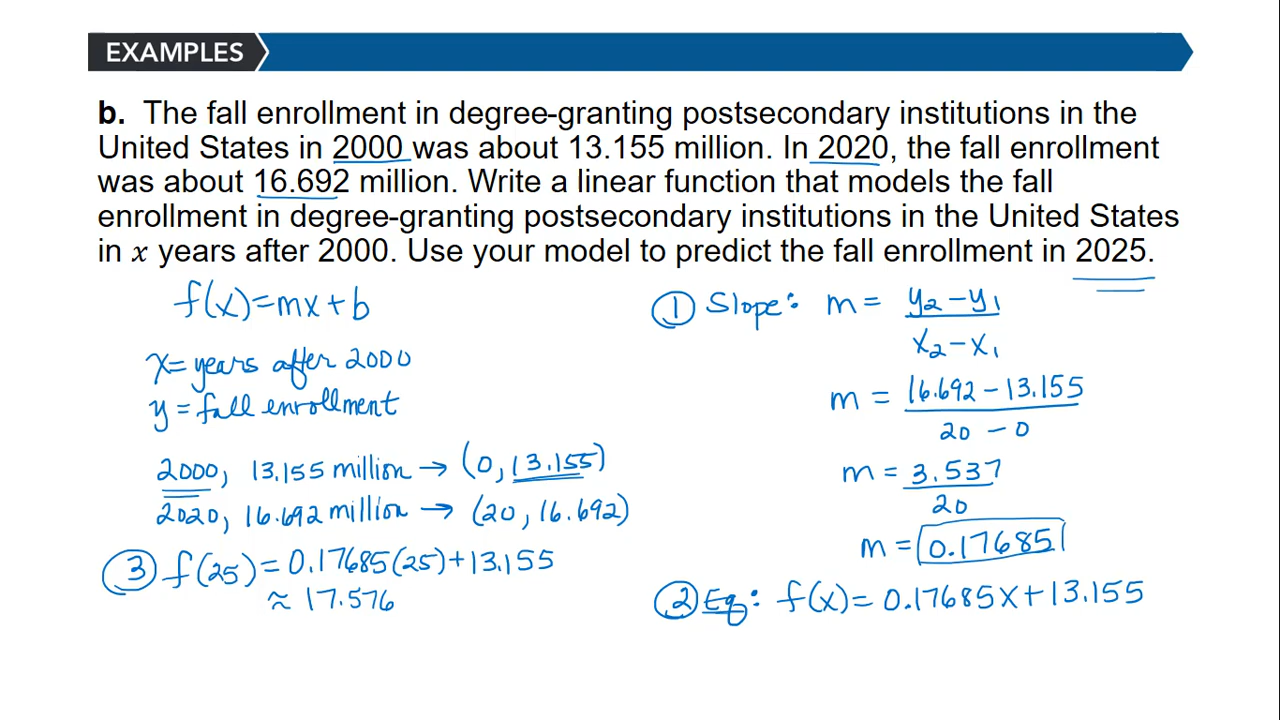 EXAMPLES
b. The fall enrollment in degree-granting postsecondary institutions in the
United States in 2000 was about 13.155 million. In 2020, the fall enrollment
was about 16.692 million. Write a linear function that models the fall
enrollment in degree-granting postsecondary institutions in the United States
in x years after 2000. Use your model to predict the fall enrollment in 2025.
f(x)=mx+b
x=years after 2000
y=fall enrollment
2000, 13.155 million → (0, 13.155)
2020, 16.692 million → (20, 16.692)
③ f(25) = 0.17685(25)+13.155
≈ 17.576
① Slope: m = y₂-y₁
x₂-x₁
m = 16.692-13.155
20 - 0
m = 3.537
20
m = 0.17685
② Eq: f(x)= 0.17685x+13.155